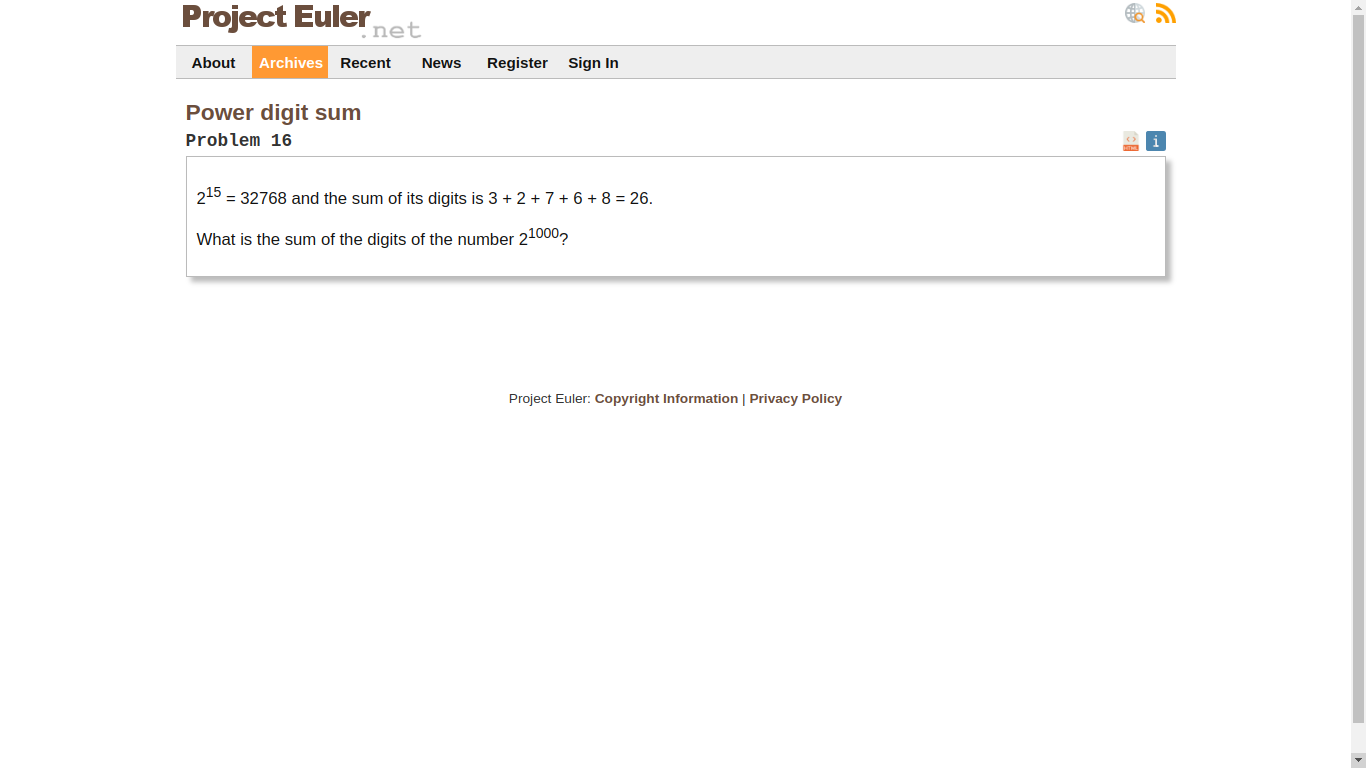 Project Euler
.net
About Archives Recent News Register Sign In
Power digit sum
Problem 16
HTML i
2^15 = 32768 and the sum of its digits is 3 + 2 + 7 + 6 + 8 = 26.
What is the sum of the digits of the number 2^1000?
Project Euler: Copyright Information | Privacy Policy